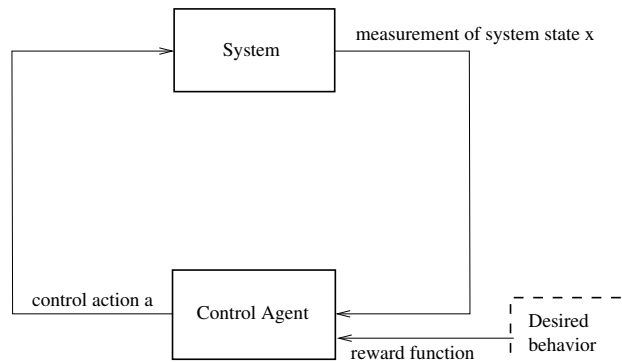 measurement of system state x
System
control action a
Control Agent
Desired
behavior
reward function